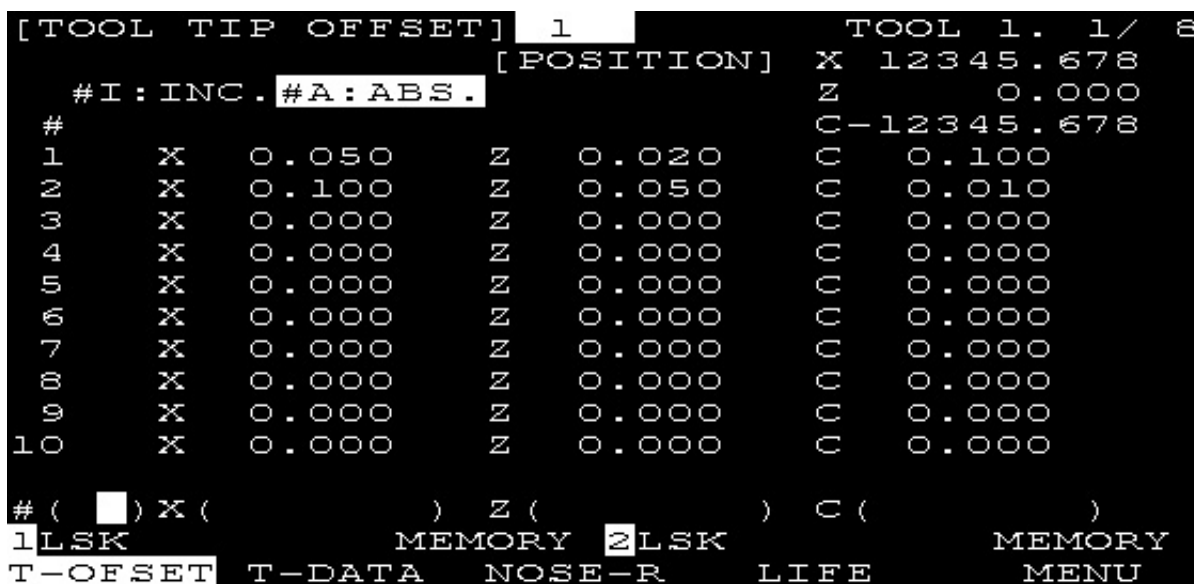 [TOOL TIP OFFSET] 1 TOOL 1. 1/ 8
[POSITION] X 12345.678
#I:INC. #A:ABS. Z 0.000
# C-12345.678
1 X 0.050 Z 0.020 C 0.100
2 X 0.100 Z 0.050 C 0.010
3 X 0.000 Z 0.000 C 0.000
4 X 0.000 Z 0.000 C 0.000
5 X 0.000 Z 0.000 C 0.000
6 X 0.000 Z 0.000 C 0.000
7 X 0.000 Z 0.000 C 0.000
8 X 0.000 Z 0.000 C 0.000
9 X 0.000 Z 0.000 C 0.000
10 X 0.000 Z 0.000 C 0.000
#( ) X( ) Z( ) C( )
1LSK MEMORY 2LSK MEMORY
T-OFSET T-DATA NOSE-R LIFE MENU